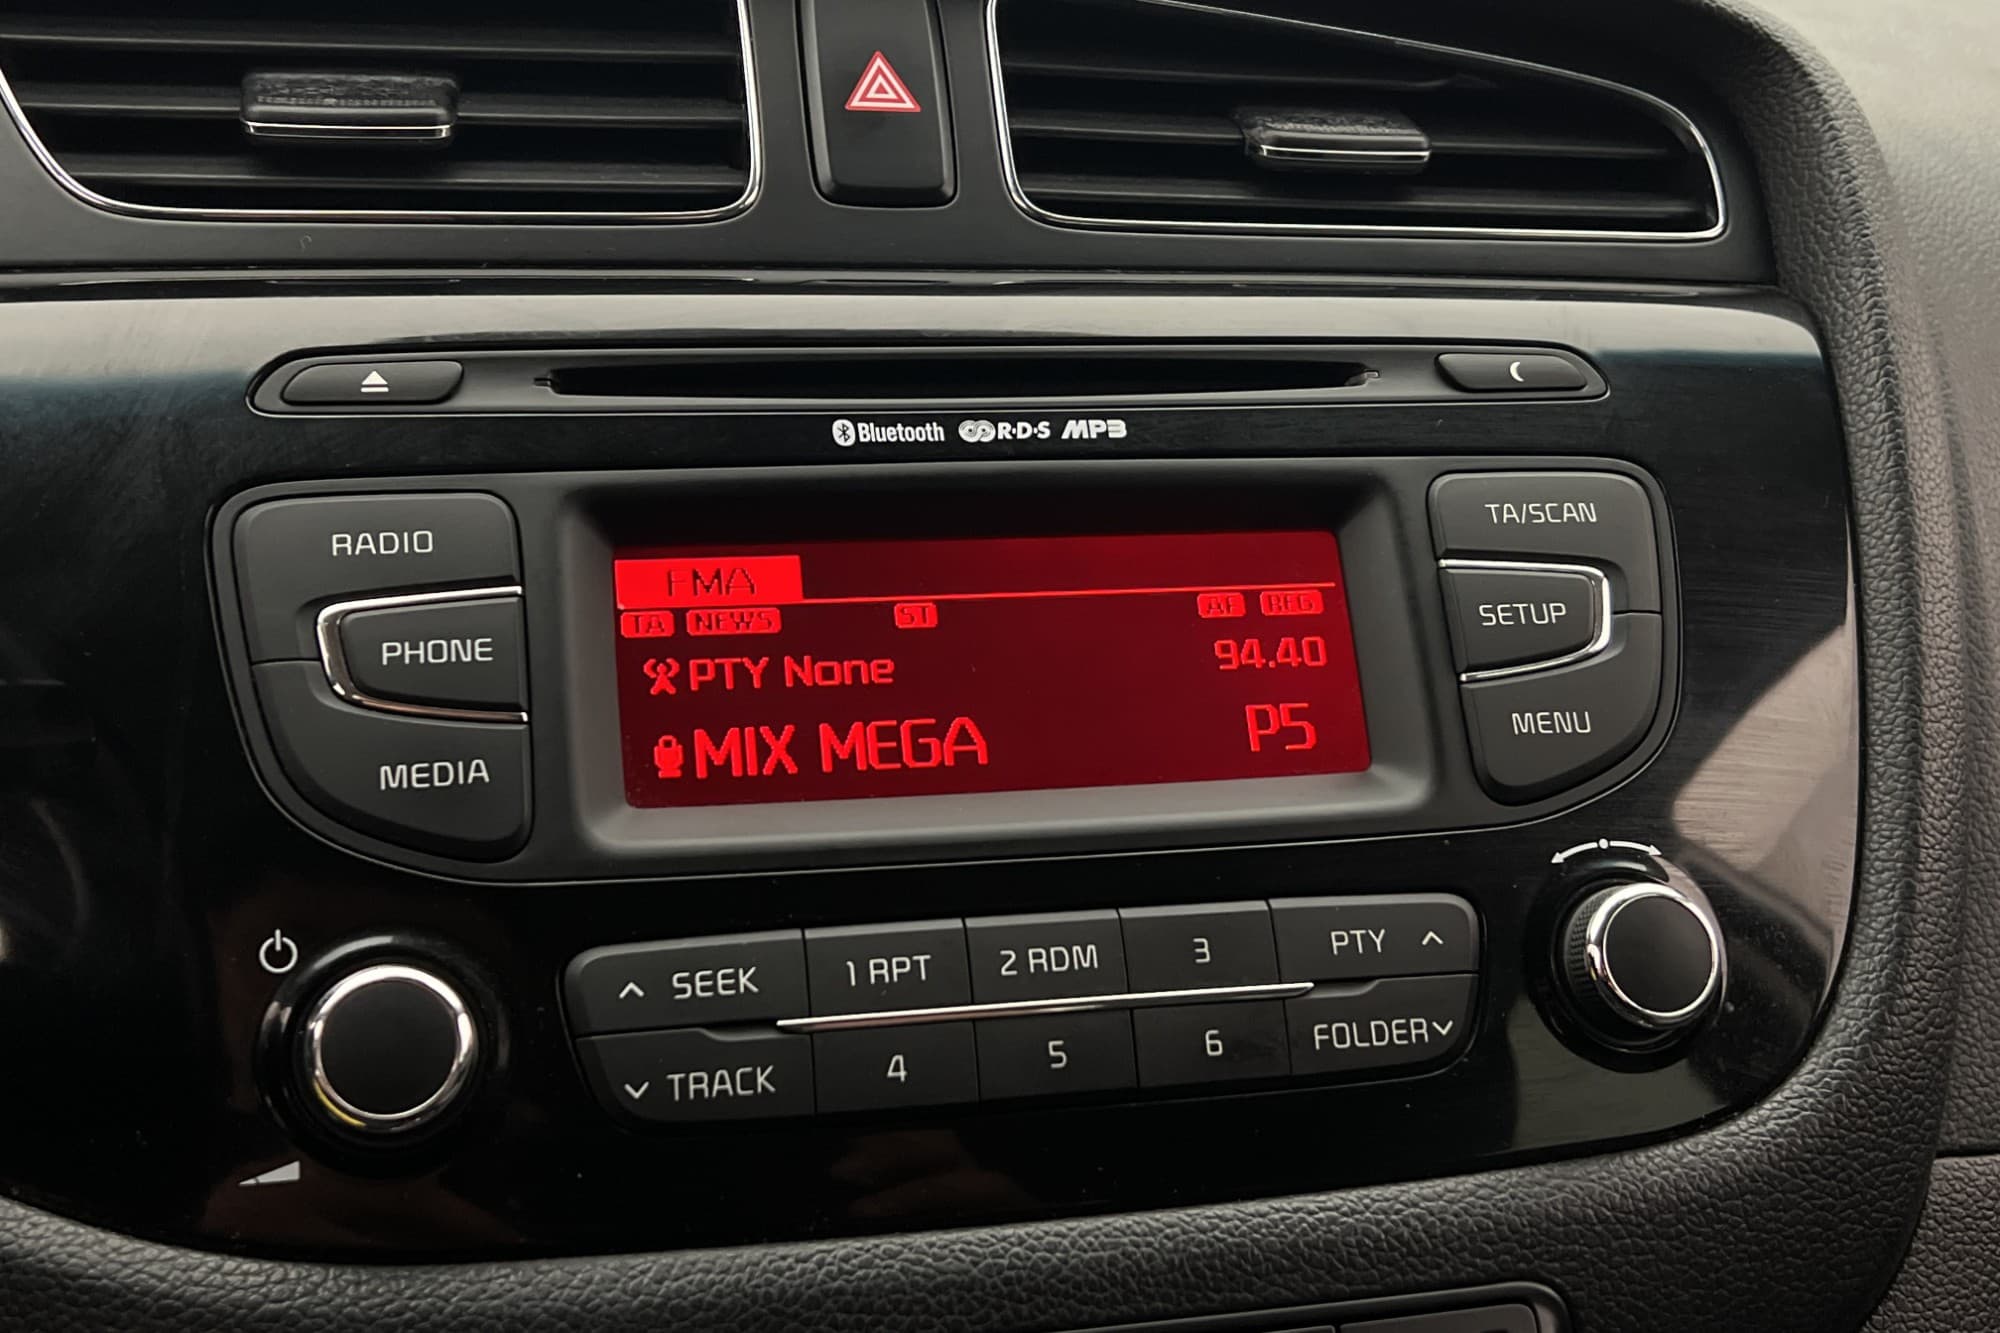 Bluetooth R·D·S MP3
RADIO
PHONE
MEDIA
FMA
TA NEWS ST AF REG
PTY None 94.40
MIX MEGA P5
TA/SCAN
SETUP
MENU
SEEK 1 RPT 2 RDM 3 PTY
TRACK 4 5 6 FOLDER